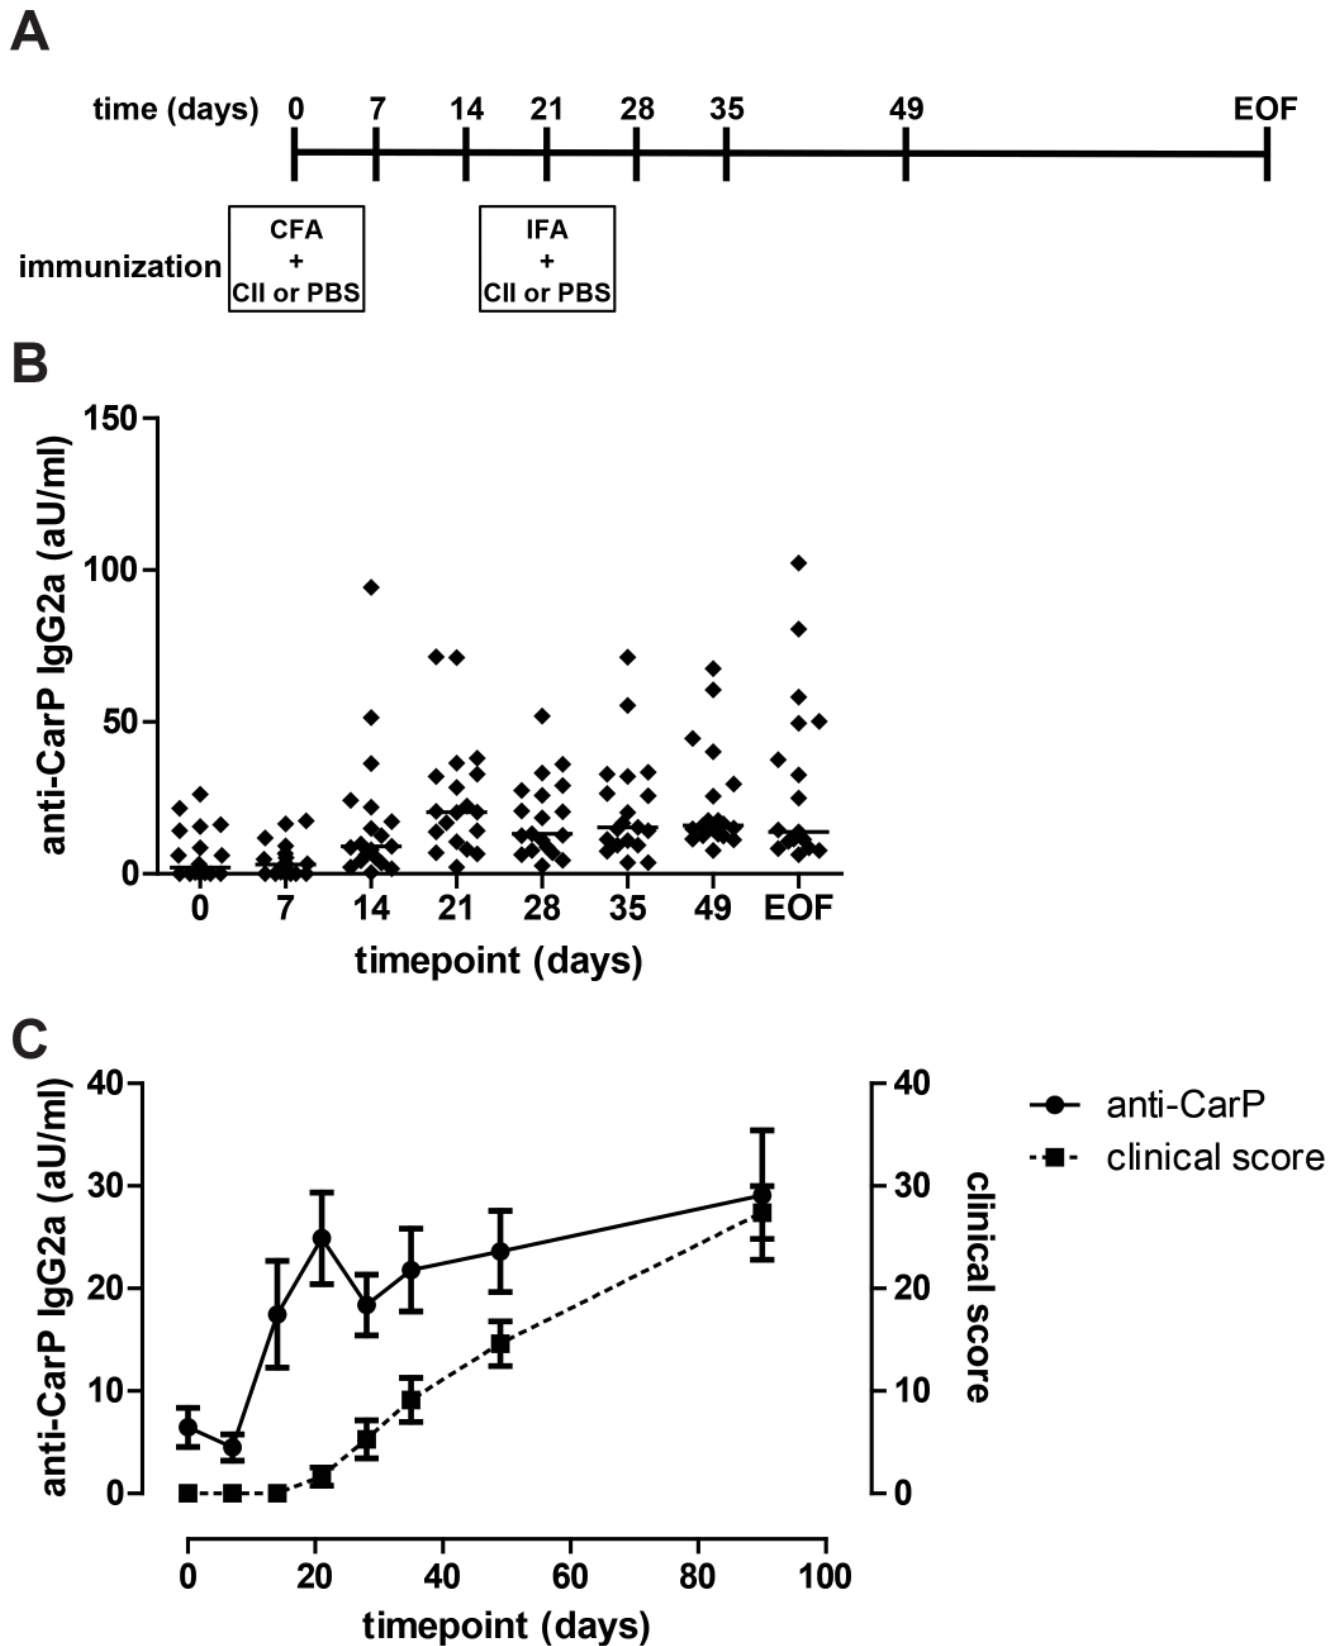 A
time (days) 0 7 14 21 28 35 49 EOF
immunization
CFA
+
CII or PBS
IFA
+
CII or PBS
B
anti-CarP IgG2a (aU/ml)
150
100
50
0
0 7 14 21 28 35 49 EOF
timepoint (days)
C
anti-CarP IgG2a (aU/ml)
40
30
20
10
0
40
30
20
10
0
clinical score
anti-CarP
clinical score
0 20 40 60 80 100
timepoint (days)